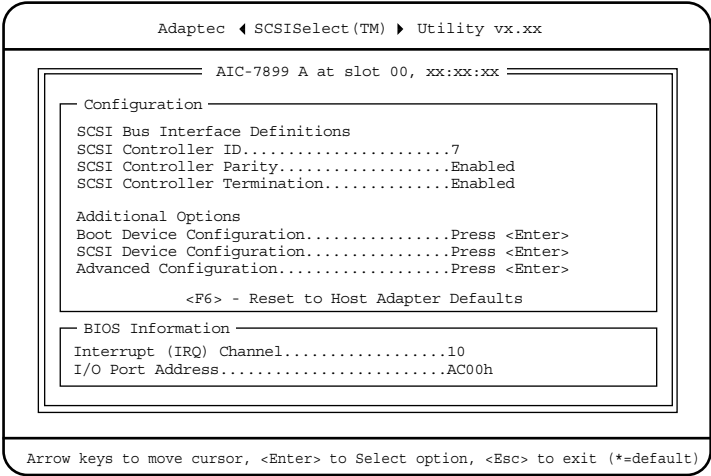 Adaptec ◀ SCSISelect(TM) ▶ Utility vx.xx
AIC-7899 A at slot 00, xx:xx:xx
Configuration
SCSI Bus Interface Definitions
SCSI Controller ID.......................7
SCSI Controller Parity...................Enabled
SCSI Controller Termination..............Enabled
Additional Options
Boot Device Configuration................Press <Enter>
SCSI Device Configuration................Press <Enter>
Advanced Configuration...................Press <Enter>
<F6> - Reset to Host Adapter Defaults
BIOS Information
Interrupt (IRQ) Channel..................10
I/O Port Address.........................AC00h
Arrow keys to move cursor, <Enter> to Select option, <Esc> to exit (*=default)